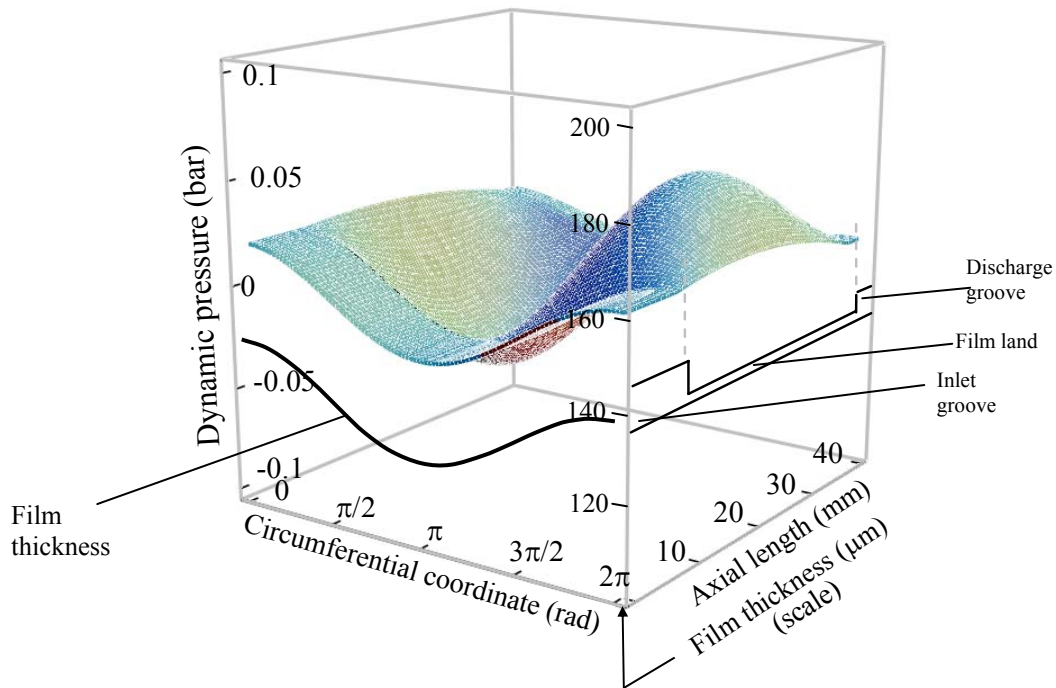 0.1
0.05
0
-0.05
-0.1
Dynamic pressure (bar)
200
180
160
140
120
Discharge
groove
Film land
Inlet
groove
Film
thickness
0
π/2
π
3π/2
2π
Circumferential coordinate (rad)
10
20
30
40
Axial length (mm)
Film thickness (μm)
(scale)